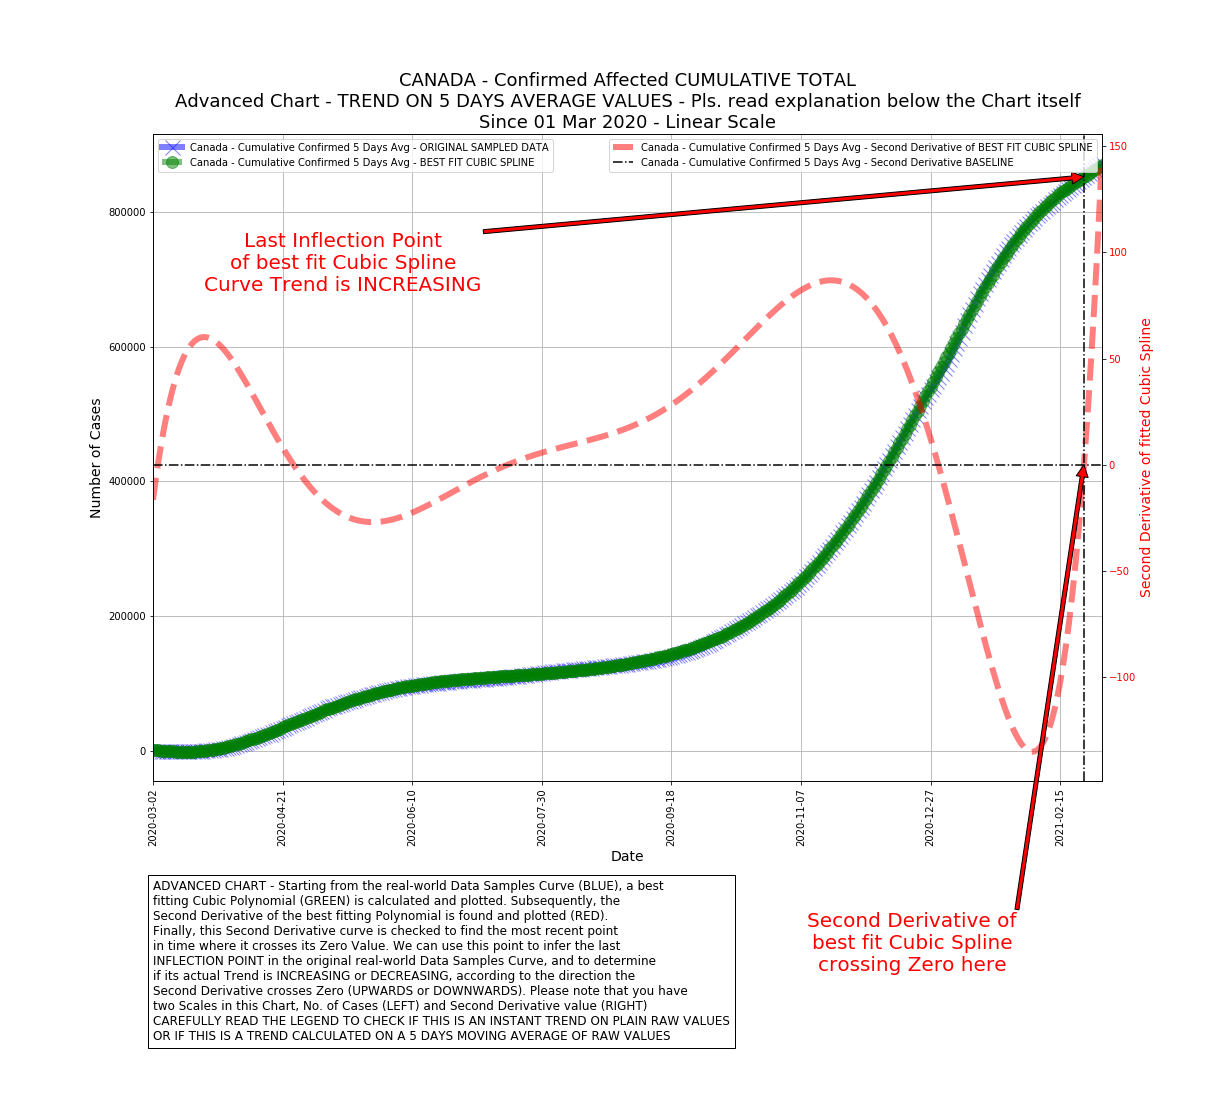 CANADA - Confirmed Affected CUMULATIVE TOTAL
Advanced Chart - TREND ON 5 DAYS AVERAGE VALUES - Pls. read explanation below the Chart itself
Since 01 Mar 2020 - Linear Scale
Canada - Cumulative Confirmed 5 Days Avg - ORIGINAL SAMPLED DATA
Canada - Cumulative Confirmed 5 Days Avg - BEST FIT CUBIC SPLINE
Canada - Cumulative Confirmed 5 Days Avg - Second Derivative of BEST FIT CUBIC SPLINE
Canada - Cumulative Confirmed 5 Days Avg - Second Derivative BASELINE
Last Inflection Point
of best fit Cubic Spline
Curve Trend is INCREASING
Number of Cases
800000
600000
400000
200000
0
150
100
50
0
−50
−100
Second Derivative of fitted Cubic Spline
2020-03-02
2020-04-21
2020-06-10
2020-07-30
2020-09-18
2020-11-07
2020-12-27
2021-02-15
Date
ADVANCED CHART - Starting from the real-world Data Samples Curve (BLUE), a best
fitting Cubic Polynomial (GREEN) is calculated and plotted. Subsequently, the
Second Derivative of the best fitting Polynomial is found and plotted (RED).
Finally, this Second Derivative curve is checked to find the most recent point
in time where it crosses its Zero Value. We can use this point to infer the last
INFLECTION POINT in the original real-world Data Samples Curve, and to determine
if its actual Trend is INCREASING or DECREASING, according to the direction the
Second Derivative crosses Zero (UPWARDS or DOWNWARDS). Please note that you have
two Scales in this Chart, No. of Cases (LEFT) and Second Derivative value (RIGHT)
CAREFULLY READ THE LEGEND TO CHECK IF THIS IS AN INSTANT TREND ON PLAIN RAW VALUES
OR IF THIS IS A TREND CALCULATED ON A 5 DAYS MOVING AVERAGE OF RAW VALUES
Second Derivative of
best fit Cubic Spline
crossing Zero here